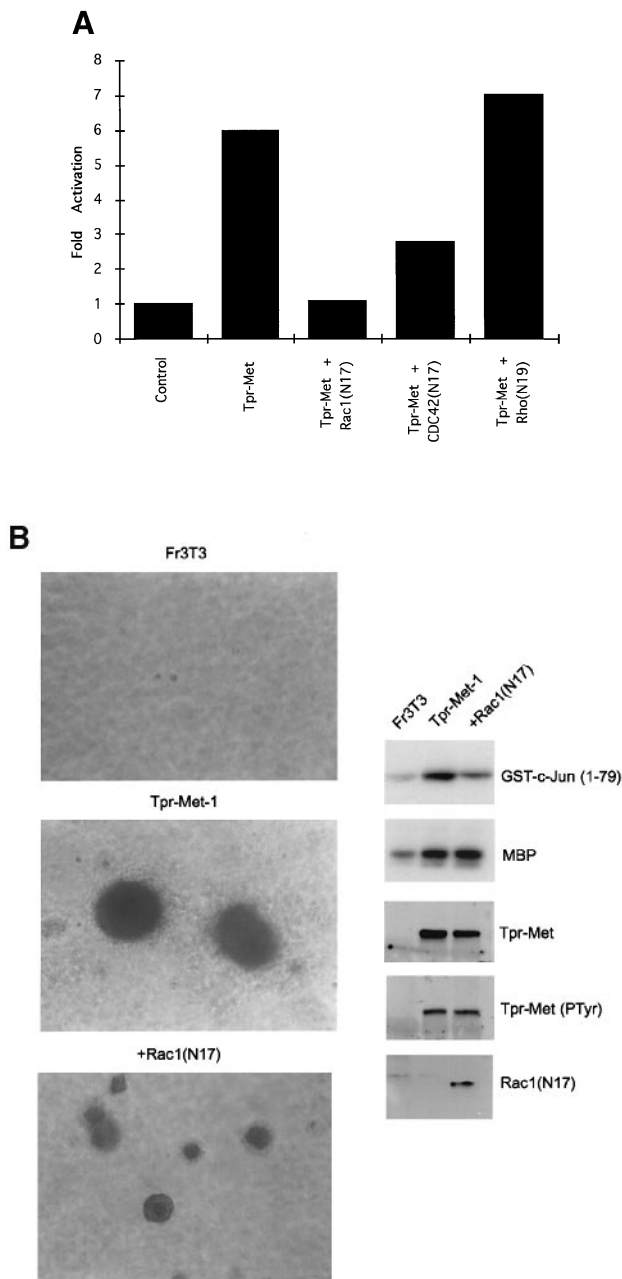 A
8
7
6
5
4
3
2
1
0
Fold Activation
Control
Tpr-Met
Tpr-Met +
Rac1(N17)
Tpr-Met +
CDC42(N17)
Tpr-Met +
Rho(N19)
B
Fr3T3
Tpr-Met-1
+Rac1(N17)
Fr3T3
Tpr-Met-1
+Rac1(N17)
GST-c-Jun (1-79)
MBP
Tpr-Met
Tpr-Met (PTyr)
Rac1(N17)